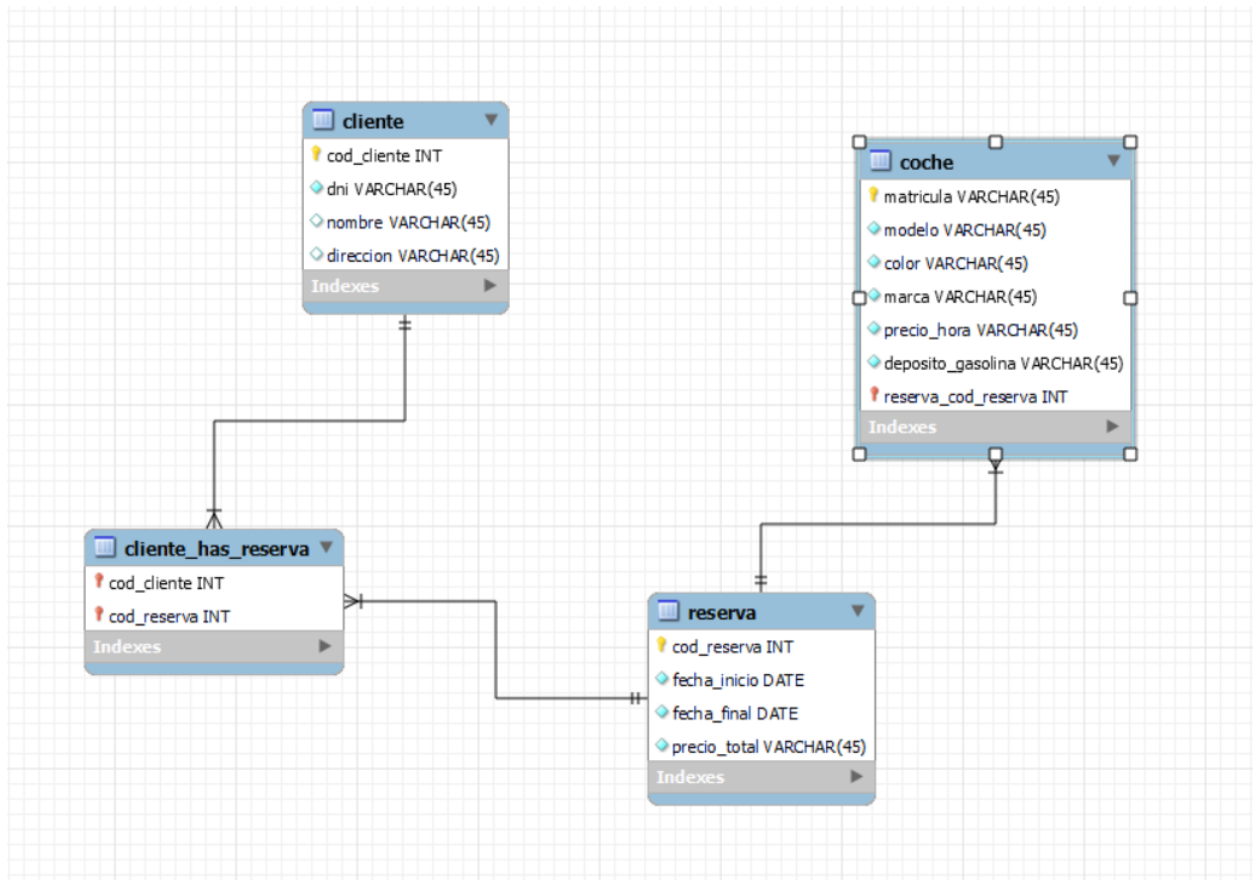 cliente
cod_cliente INT
dni VARCHAR(45)
nombre VARCHAR(45)
direccion VARCHAR(45)
Indexes
coche
matricula VARCHAR(45)
modelo VARCHAR(45)
color VARCHAR(45)
marca VARCHAR(45)
precio_hora VARCHAR(45)
deposito_gasolina VARCHAR(45)
reserva_cod_reserva INT
Indexes
cliente_has_reserva
cod_cliente INT
cod_reserva INT
Indexes
reserva
cod_reserva INT
fecha_inicio DATE
fecha_final DATE
precio_total VARCHAR(45)
Indexes